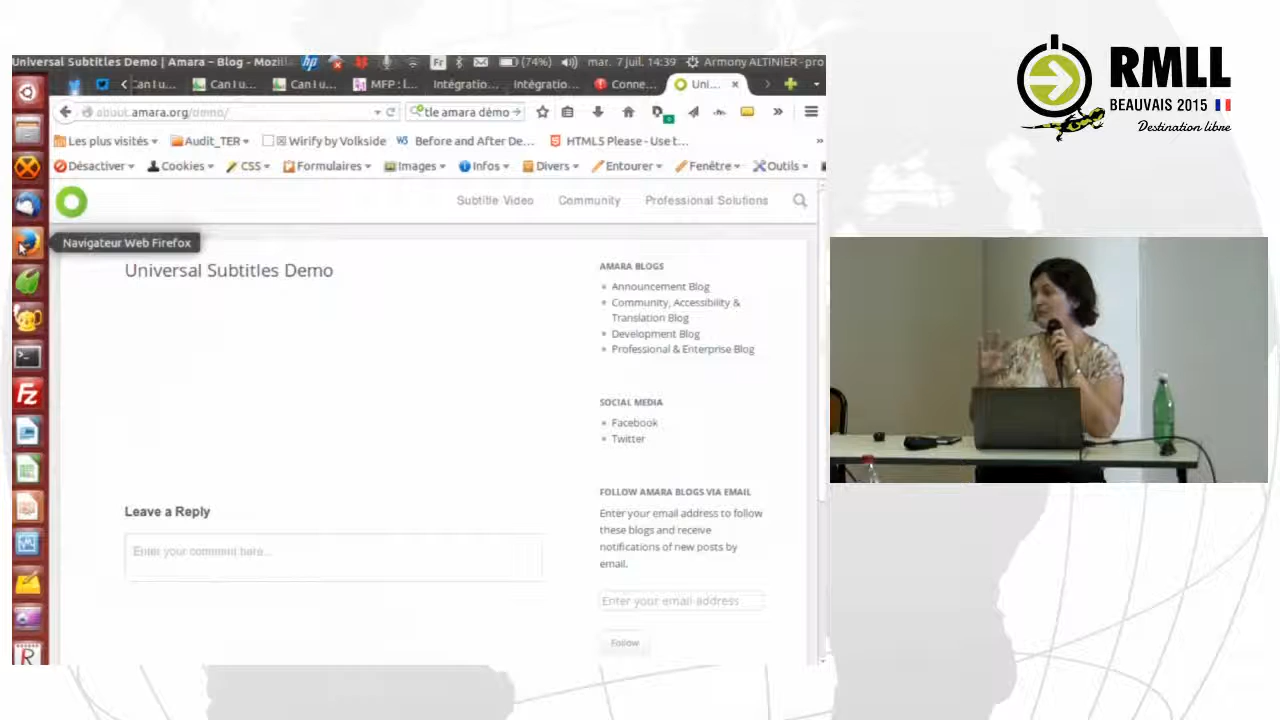 Universal Subtitles Demo | Amara – Blog - Mozil
Fr
(74%)
mar. 7 juil. 14:39
Armony ALTINIER - pro
Can I u...
Can I u...
Can I u...
MFP : l...
Intégratio...
Intégratio...
Conne...
Uni...
about.amara.org/demo/
tle amara démo
Les plus visités
Audit_TER
Wirify by Volkside
Before and After De...
HTML5 Please - Use t...
Désactiver
Cookies
CSS
Formulaires
Images
Infos
Divers
Entourer
Fenêtre
Outils
Subtitle Video
Community
Professional Solutions
Navigateur Web Firefox
Universal Subtitles Demo
Leave a Reply
Enter your comment here...
AMARA BLOGS
Announcement Blog
Community, Accessibility &
Translation Blog
Development Blog
Professional & Enterprise Blog
SOCIAL MEDIA
Facebook
Twitter
FOLLOW AMARA BLOGS VIA EMAIL
Enter your email address to follow
these blogs and receive
notifications of new posts by
email.
Enter your email address
Follow
RMLL
BEAUVAIS 2015
Destination libre